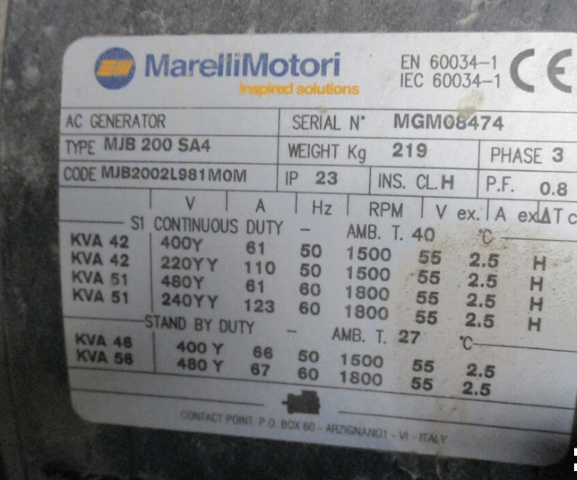 MarelliMotori
inspired solutions
EN 60034-1
IEC 60034-1
CE
AC GENERATOR SERIAL N° MGM08474
TYPE MJB 200 SA4 WEIGHT Kg 219 PHASE 3
CODE MJB2002L981M0M IP 23 INS. CL.H P.F. 0.8
V A Hz RPM V ex. A ex ΔT c
S1 CONTINUOUS DUTY - AMB. T. 40 °C
KVA 42 400Y 61 50 1500 55 2.5 H
KVA 42 220YY 110 50 1500 55 2.5 H
KVA 51 480Y 61 60 1800 55 2.5 H
KVA 51 240YY 123 60 1800 55 2.5 H
STAND BY DUTY - AMB. T. 27 °C
KVA 46 400 Y 66 50 1500 55 2.5
KVA 56 480 Y 67 60 1800 55 2.5
CONTACT POINT: P.O. BOX 60 - ARZIGNANO1 - VI - ITALY